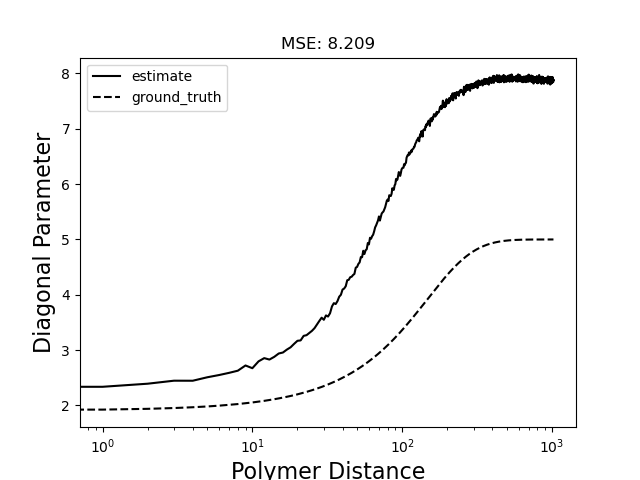 MSE: 8.209
estimate
ground_truth
8
7
6
5
4
3
2
Diagonal Parameter
10⁰ 10¹ 10² 10³
Polymer Distance